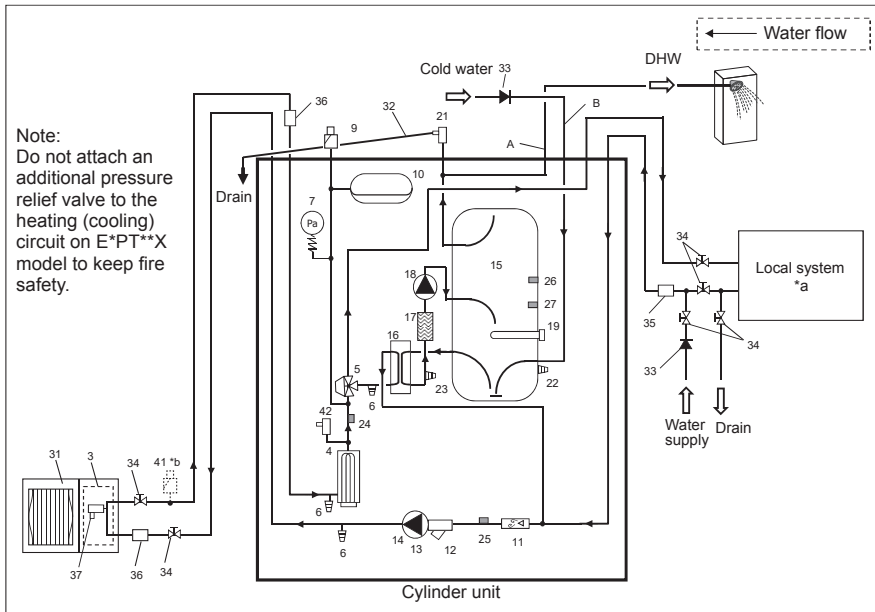 Water flow
DHW
Cold water
33
B
36
32
21
9
A
Note:
Do not attach an
additional pressure
relief valve to the
heating (cooling)
circuit on E*PT**X
model to keep fire
safety.
Drain
10
7
Pa
15
34
Local system
*a
18
26
27
17
19
35
16
34
5
33
22
23
6
42
24
4
Water
supply
Drain
31
3
34
41 *b
6
6
14
13
12
25
11
37
36
34
Cylinder unit